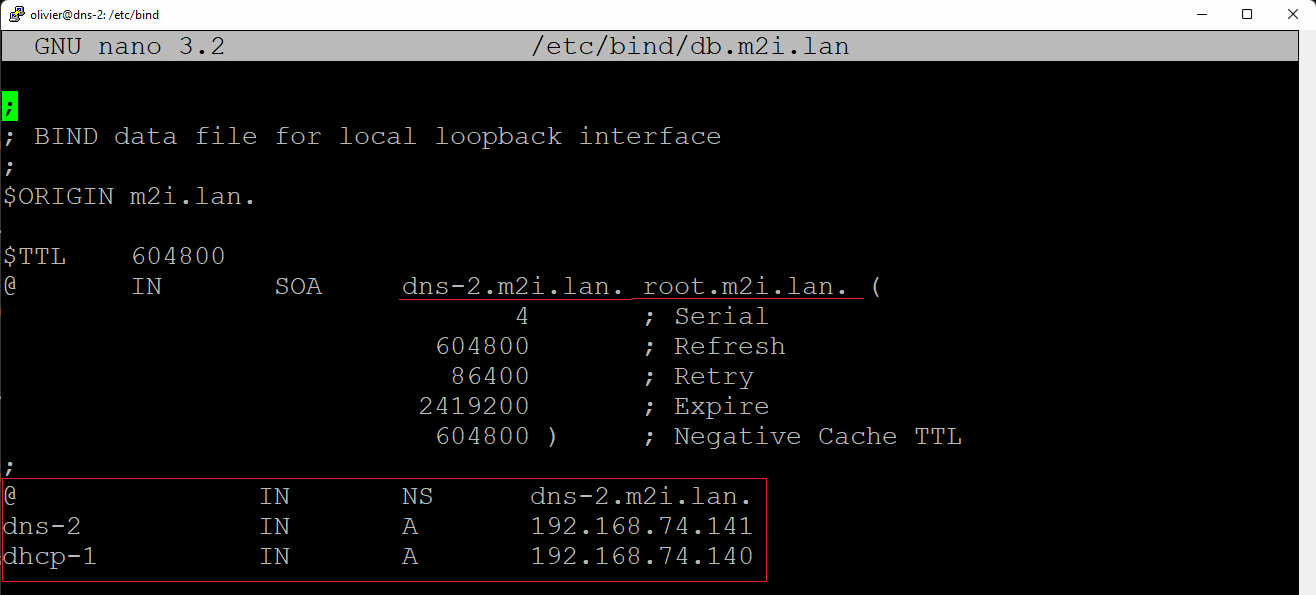 olivier@dns-2: /etc/bind
GNU nano 3.2 /etc/bind/db.m2i.lan
;
; BIND data file for local loopback interface
;
$ORIGIN m2i.lan.
$TTL 604800
@ IN SOA dns-2.m2i.lan. root.m2i.lan. (
4 ; Serial
604800 ; Refresh
86400 ; Retry
2419200 ; Expire
604800 ) ; Negative Cache TTL
;
@ IN NS dns-2.m2i.lan.
dns-2 IN A 192.168.74.141
dhcp-1 IN A 192.168.74.140